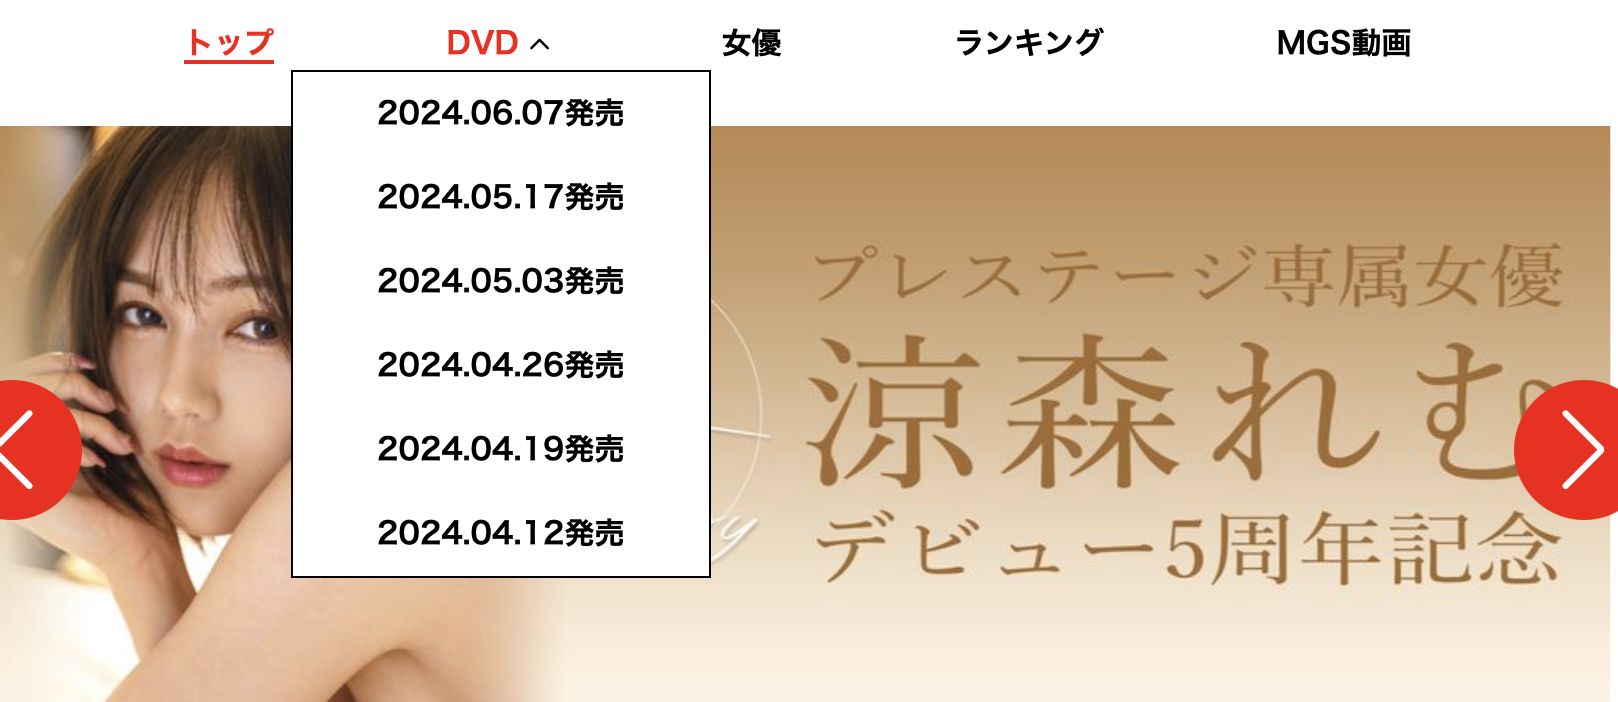 トップ
DVD
女優
ランキング
MGS動画
2024.06.07発売
2024.05.17発売
2024.05.03発売
2024.04.26発売
2024.04.19発売
2024.04.12発売
プレステージ専属女優
涼森れむ
デビュー5周年記念